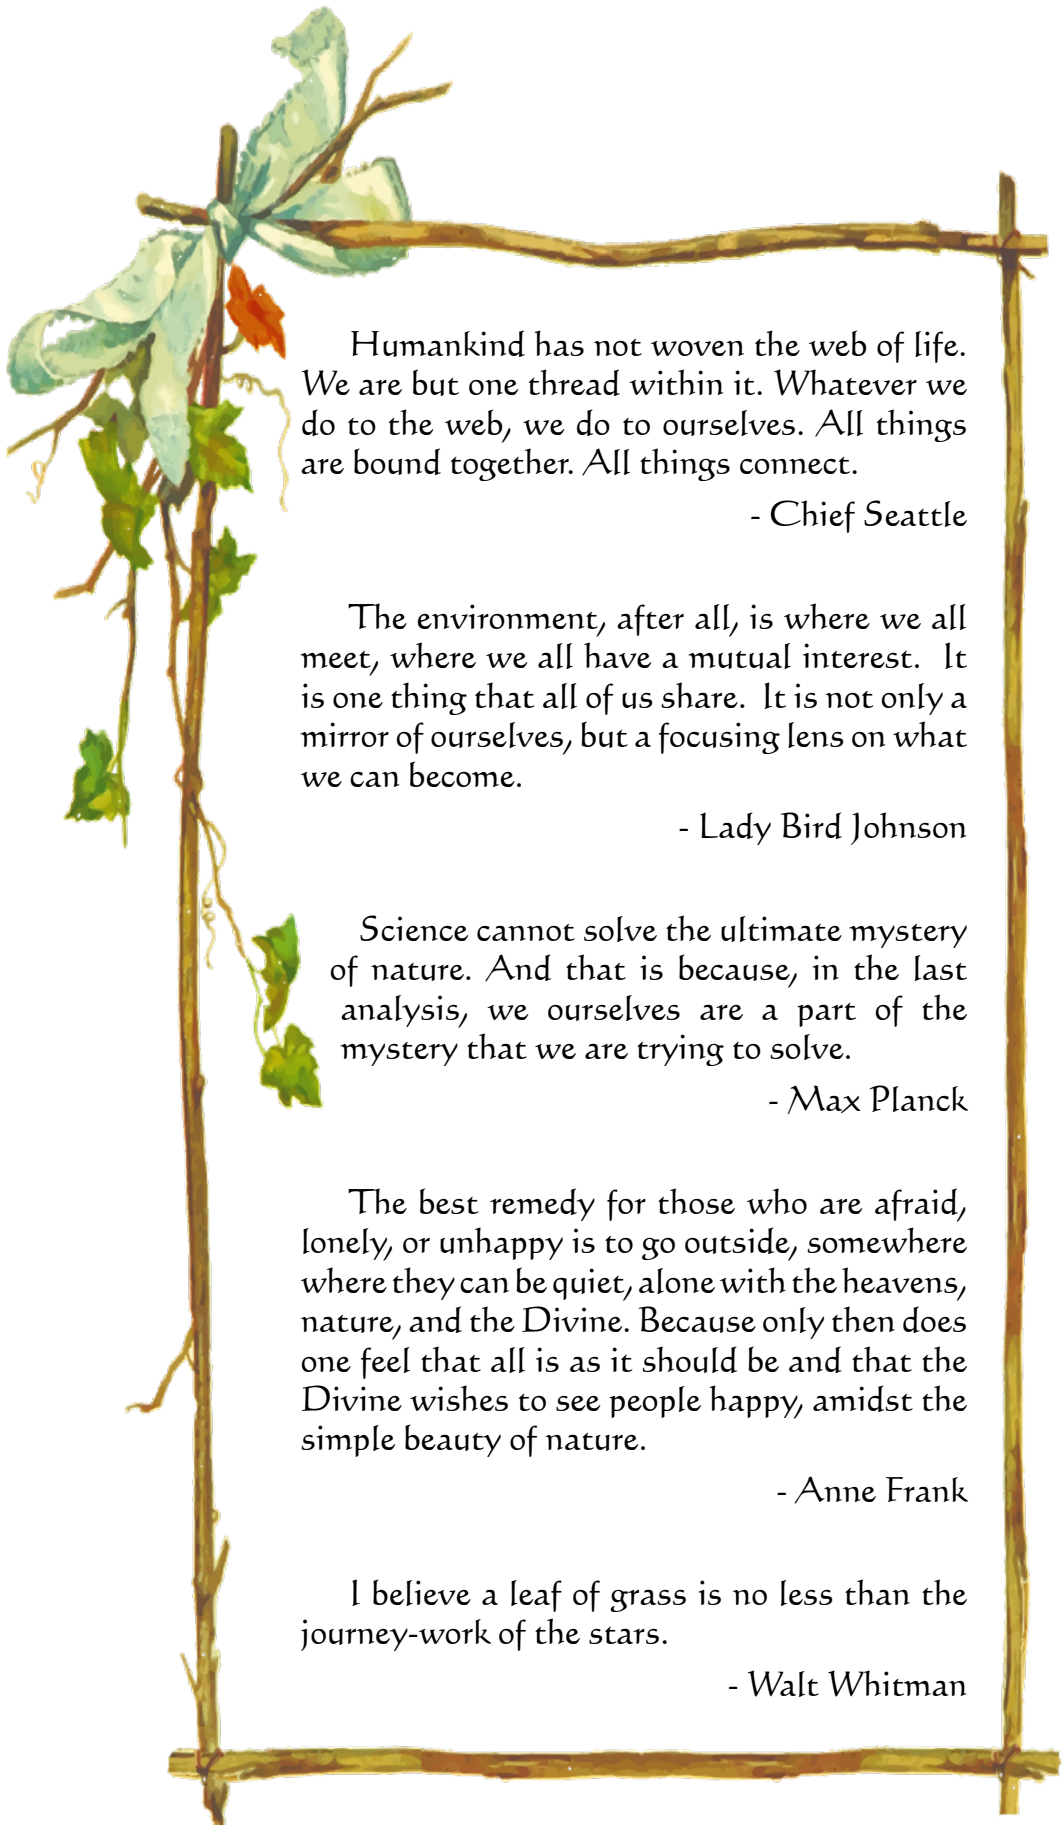 Humankind has not woven the web of life.
We are but one thread within it. Whatever we
do to the web, we do to ourselves. All things
are bound together. All things connect.
- Chief Seattle
The environment, after all, is where we all
meet, where we all have a mutual interest. It
is one thing that all of us share. It is not only a
mirror of ourselves, but a focusing lens on what
we can become.
- Lady Bird Johnson
Science cannot solve the ultimate mystery
of nature. And that is because, in the last
analysis, we ourselves are a part of the
mystery that we are trying to solve.
- Max Planck
The best remedy for those who are afraid,
lonely, or unhappy is to go outside, somewhere
where they can be quiet, alone with the heavens,
nature, and the Divine. Because only then does
one feel that all is as it should be and that the
Divine wishes to see people happy, amidst the
simple beauty of nature.
- Anne Frank
I believe a leaf of grass is no less than the
journey-work of the stars.
- Walt Whitman